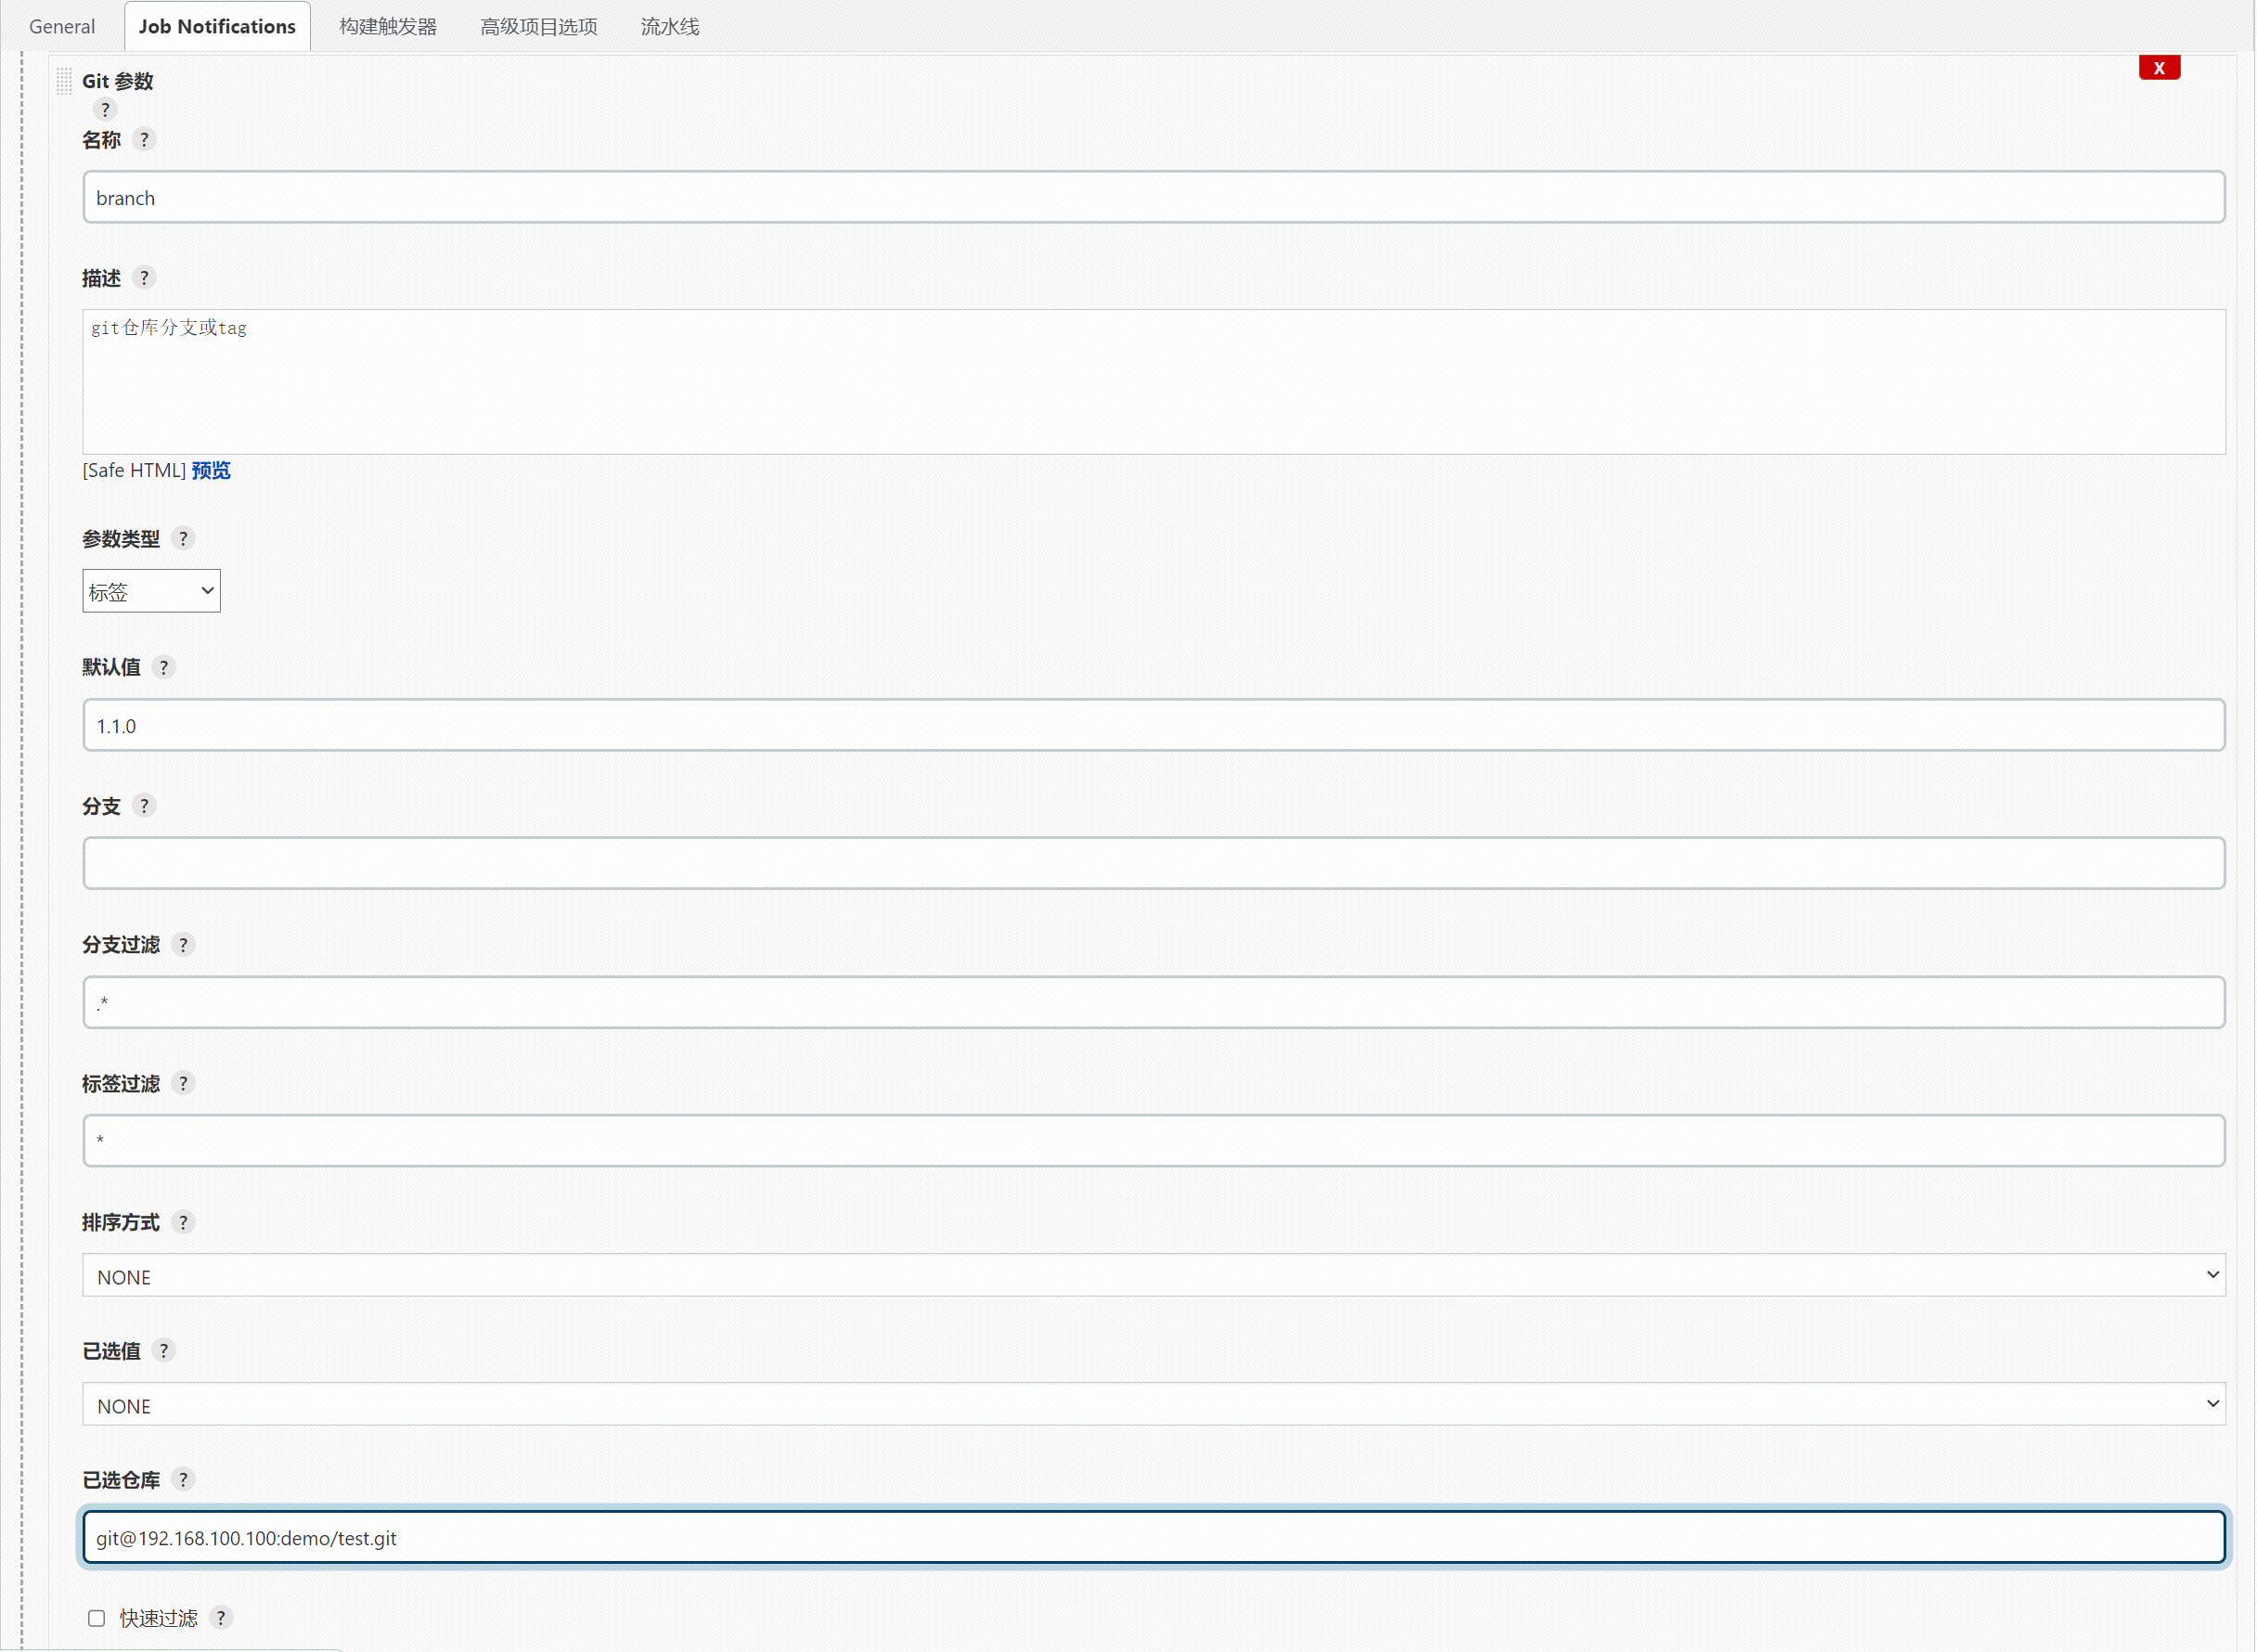 General Job Notifications 构建触发器 高级项目选项 流水线
Git 参数
X
?
名称 ?
branch
描述 ?
git仓库分支或tag
[Safe HTML] 预览
参数类型 ?
标签
默认值 ?
1.1.0
分支 ?
分支过滤 ?
.*
标签过滤 ?
*
排序方式 ?
NONE
已选值 ?
NONE
已选仓库 ?
git@192.168.100.100:demo/test.git
快速过滤 ?